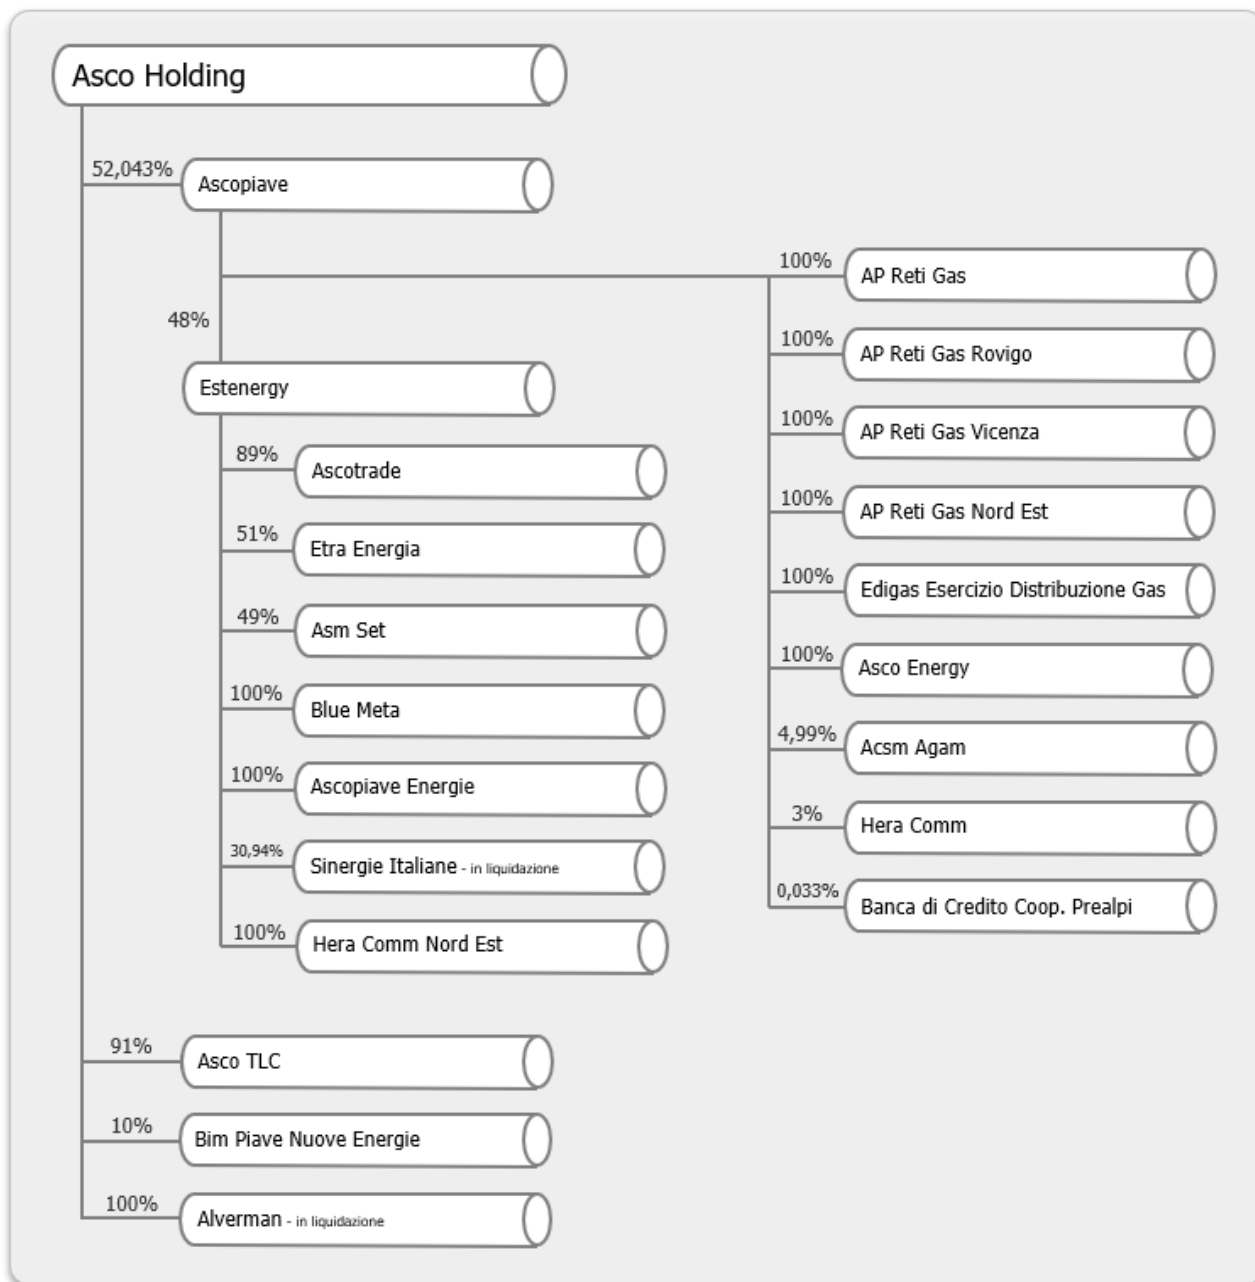 Asco Holding
52,043%
Ascopiave
100%
AP Reti Gas
48%
100%
AP Reti Gas Rovigo
Estenergy
100%
AP Reti Gas Vicenza
89%
Ascotrade
100%
AP Reti Gas Nord Est
51%
Etra Energia
100%
Edigas Esercizio Distribuzione Gas
49%
Asm Set
100%
Asco Energy
100%
Blue Meta
4,99%
Acsm Agam
100%
Ascopiave Energie
3%
Hera Comm
30,94%
Sinergie Italiane - in liquidazione
0,033%
Banca di Credito Coop. Prealpi
100%
Hera Comm Nord Est
91%
Asco TLC
10%
Bim Piave Nuove Energie
100%
Alverman - in liquidazione